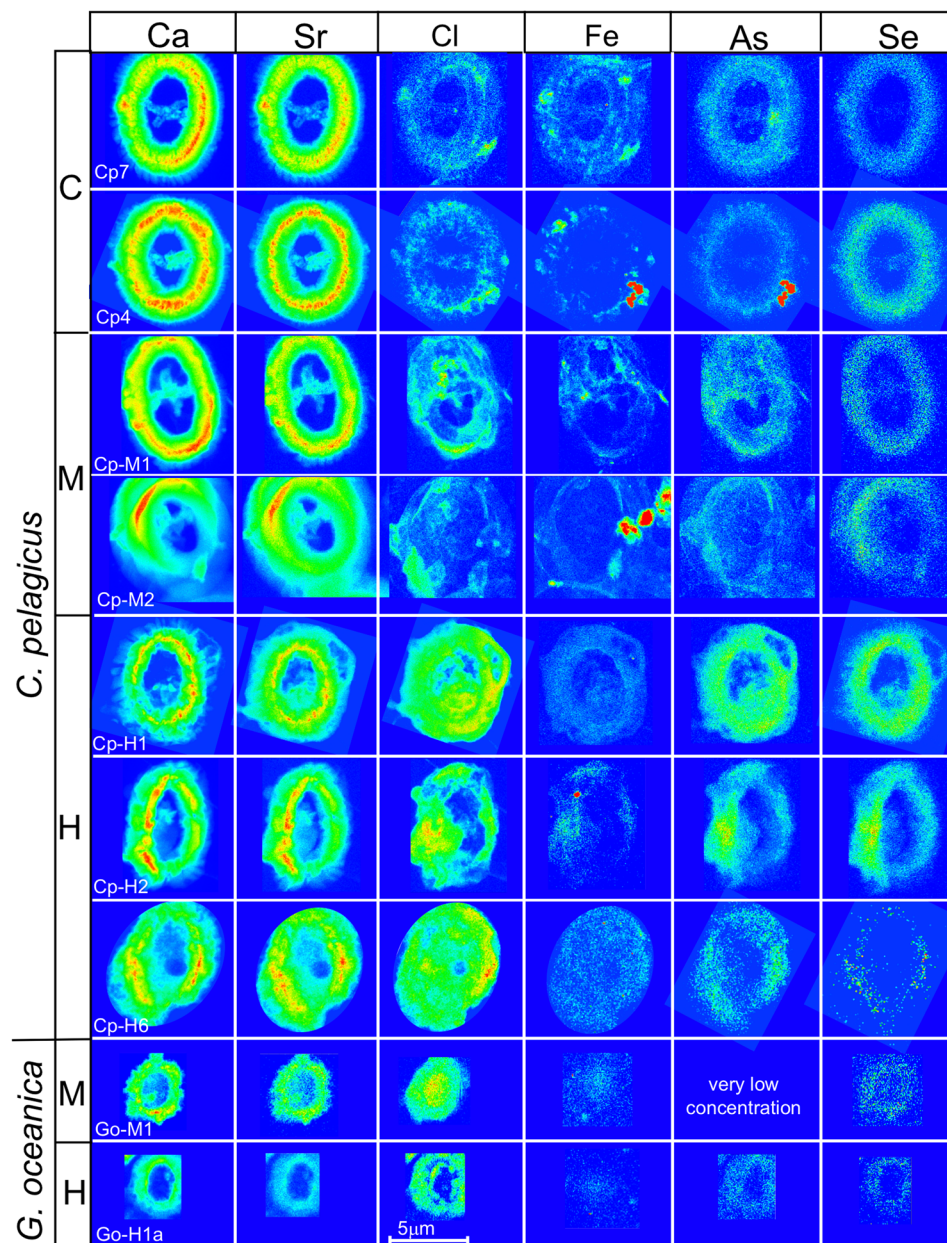 Ca Sr Cl Fe As Se
C. pelagicus
C
Cp7
Cp4
M
Cp-M1
Cp-M2
H
Cp-H1
Cp-H2
Cp-H6
G. oceanica
M
Go-M1
very low
concentration
H
Go-H1a
5μm